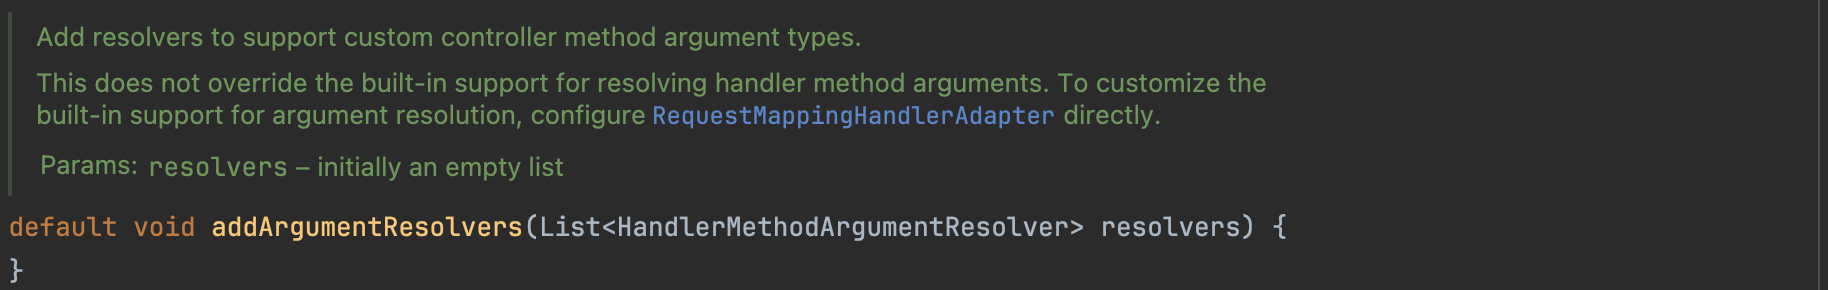 Add resolvers to support custom controller method argument types.
This does not override the built-in support for resolving handler method arguments. To customize the
built-in support for argument resolution, configure RequestMappingHandlerAdapter directly.
Params: resolvers – initially an empty list
default void addArgumentResolvers(List<HandlerMethodArgumentResolver> resolvers) {
}